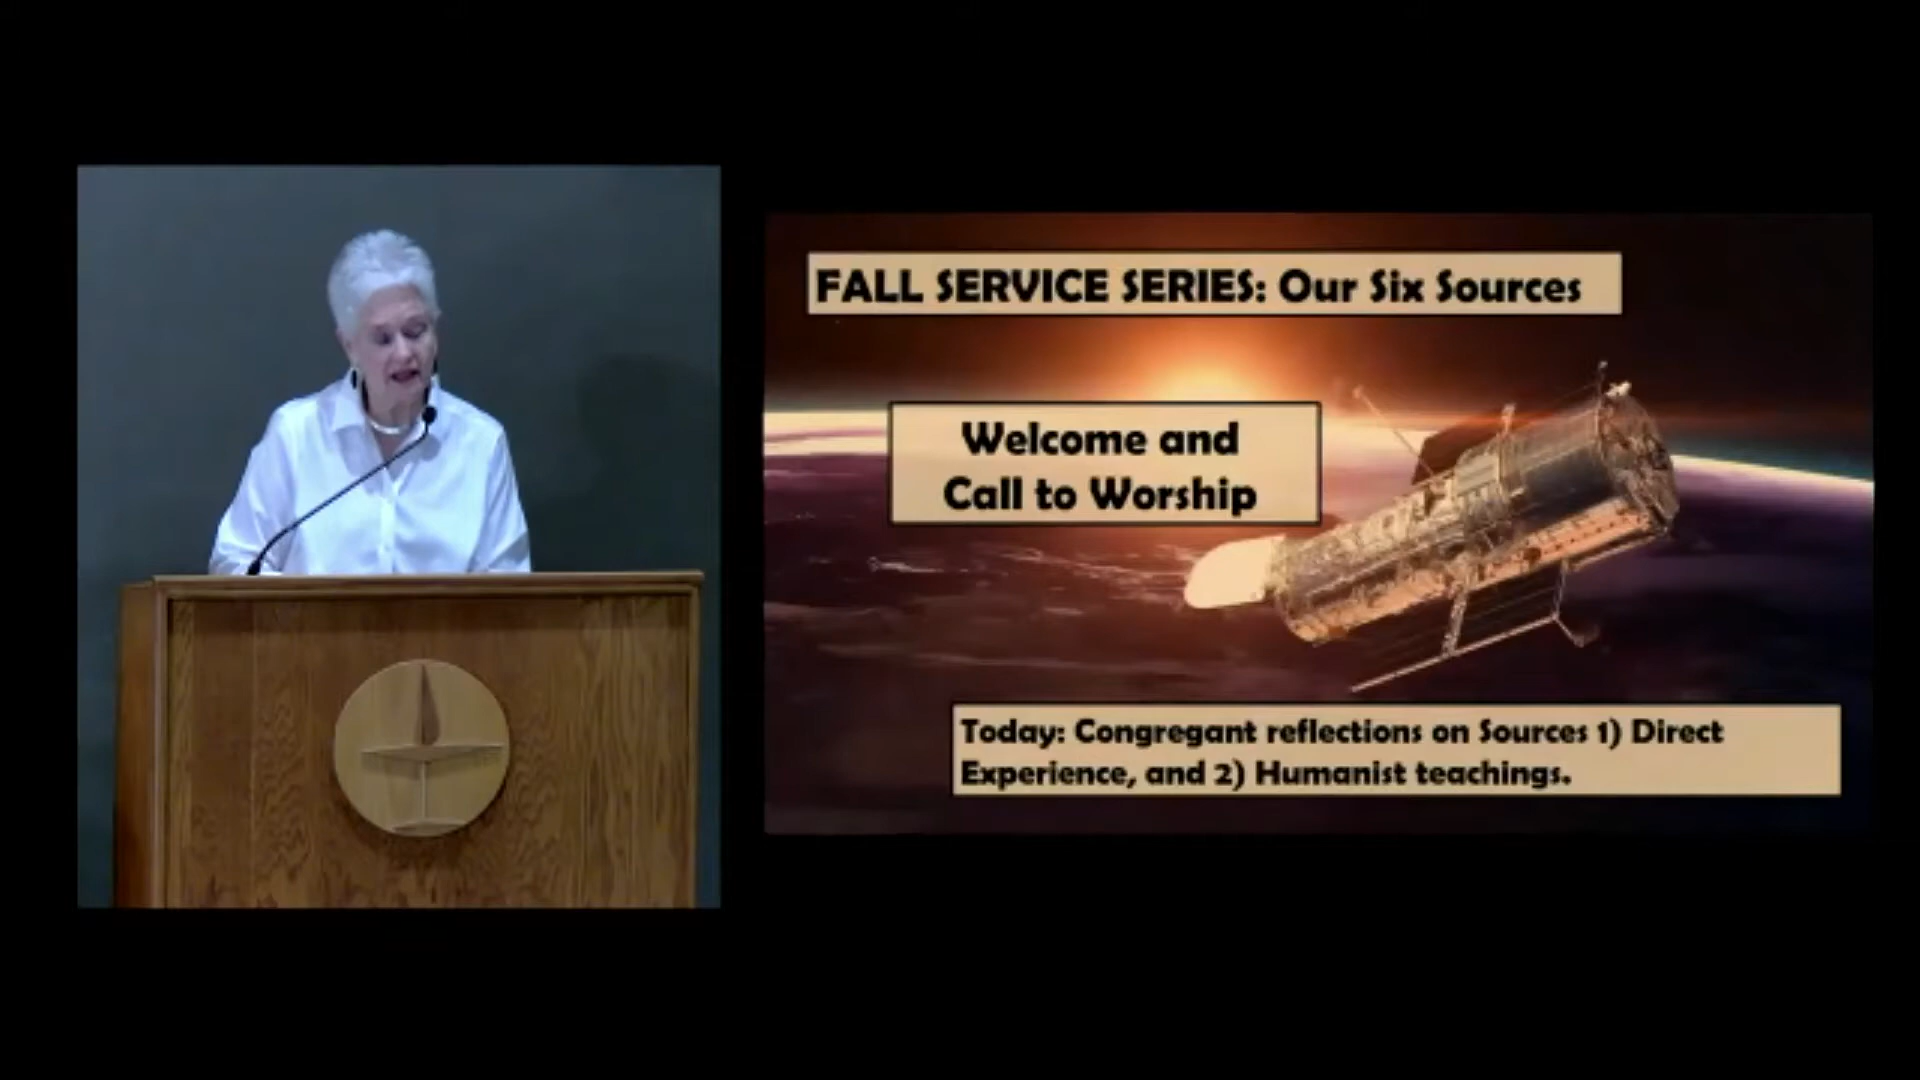 FALL SERVICE SERIES: Our Six Sources
Welcome and
Call to Worship
Today: Congregant reflections on Sources 1) Direct
Experience, and 2) Humanist teachings.